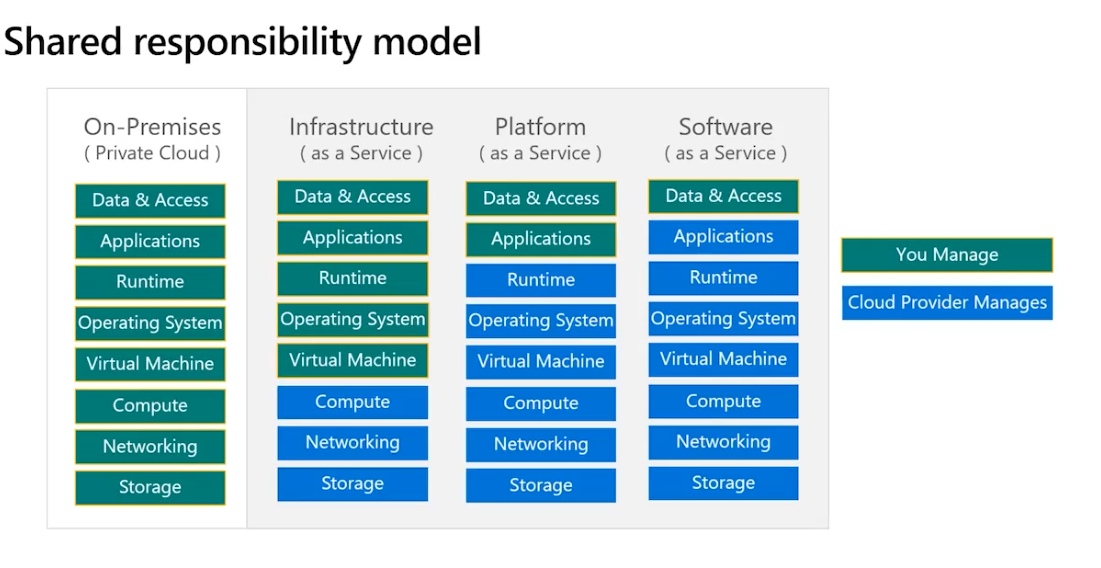 Shared responsibility model
On-Premises
( Private Cloud )
Data & Access
Applications
Runtime
Operating System
Virtual Machine
Compute
Networking
Storage
Infrastructure
( as a Service )
Data & Access
Applications
Runtime
Operating System
Virtual Machine
Compute
Networking
Storage
Platform
( as a Service )
Data & Access
Applications
Runtime
Operating System
Virtual Machine
Compute
Networking
Storage
Software
( as a Service )
Data & Access
Applications
Runtime
Operating System
Virtual Machine
Compute
Networking
Storage
You Manage
Cloud Provider Manages